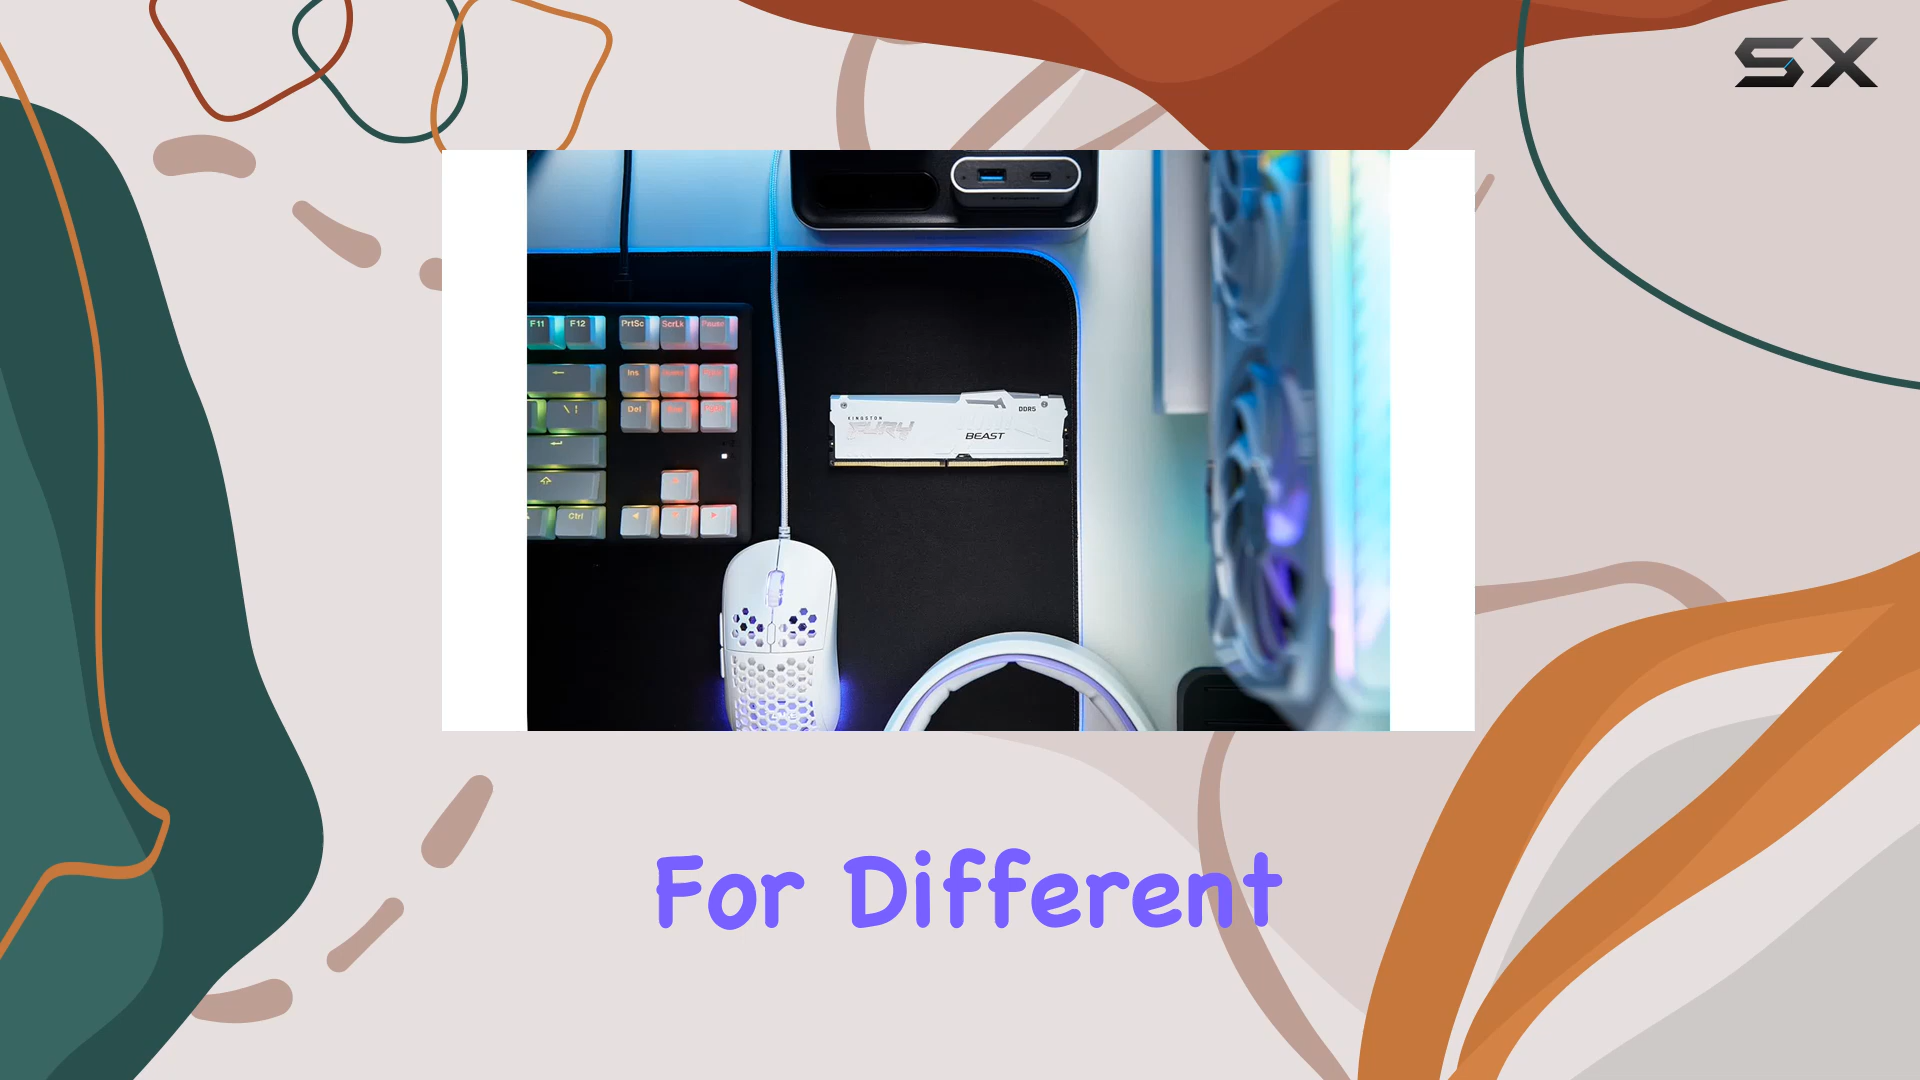 SX
F11 F12 PrtSc ScrLk Pause
Ins
Del
\ |
Ctrl
KINGSTON
FURY
DDR5
BEAST
For Different